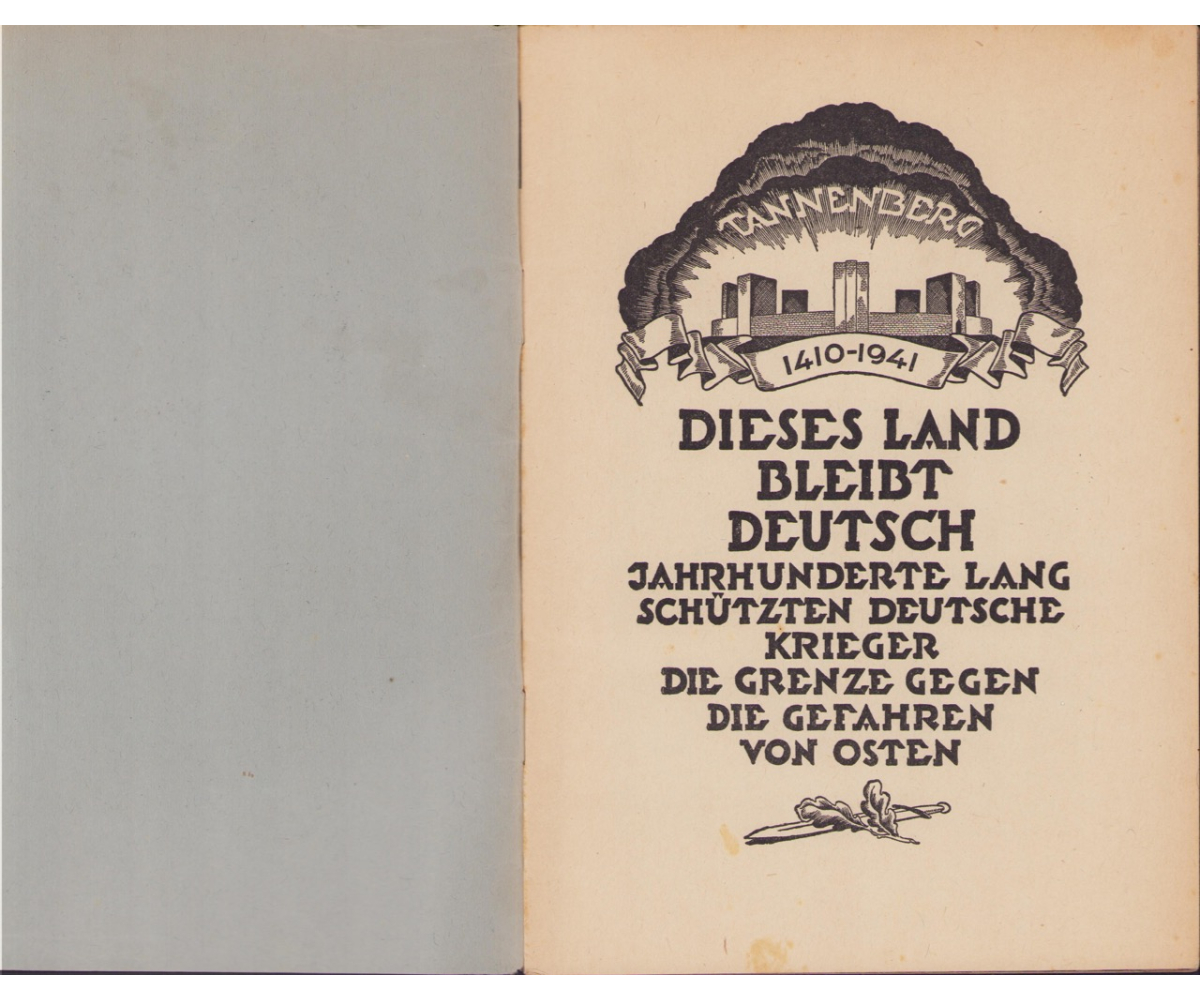 TANNENBERG
1410-1941
DIESES LAND
BLEIBT
DEUTSCH
JAHRHUNDERTE LANG
SCHÜTZTEN DEUTSCHE
KRIEGER
DIE GRENZE GEGEN
DIE GEFAHREN
VON OSTEN